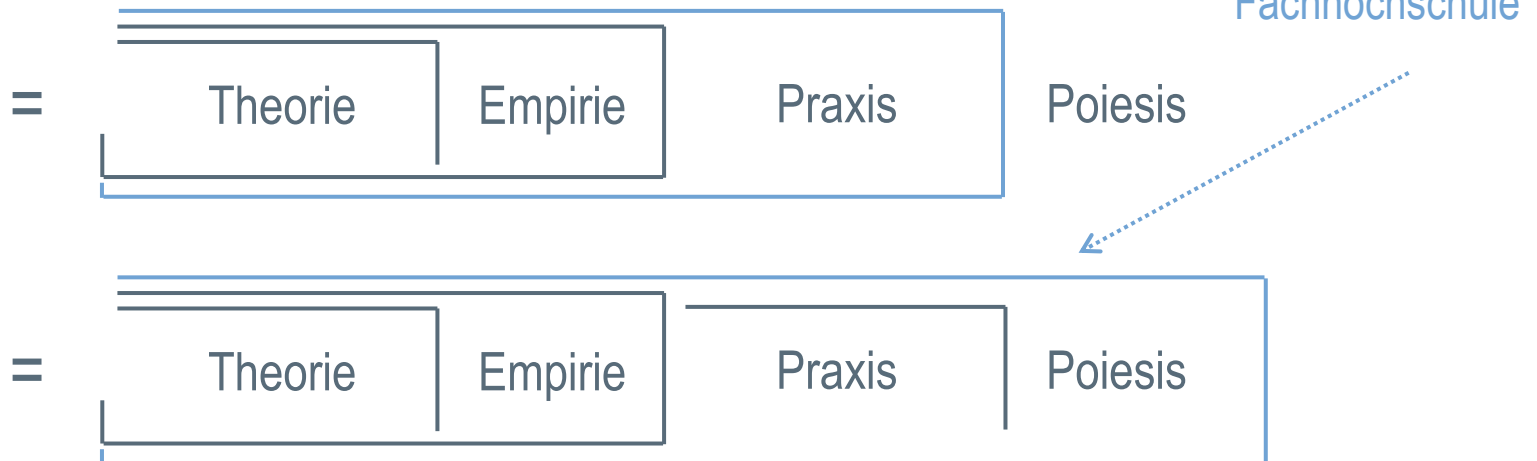 Fachhochschule
= Theorie Empirie Praxis Poiesis
= Theorie Empirie Praxis Poiesis